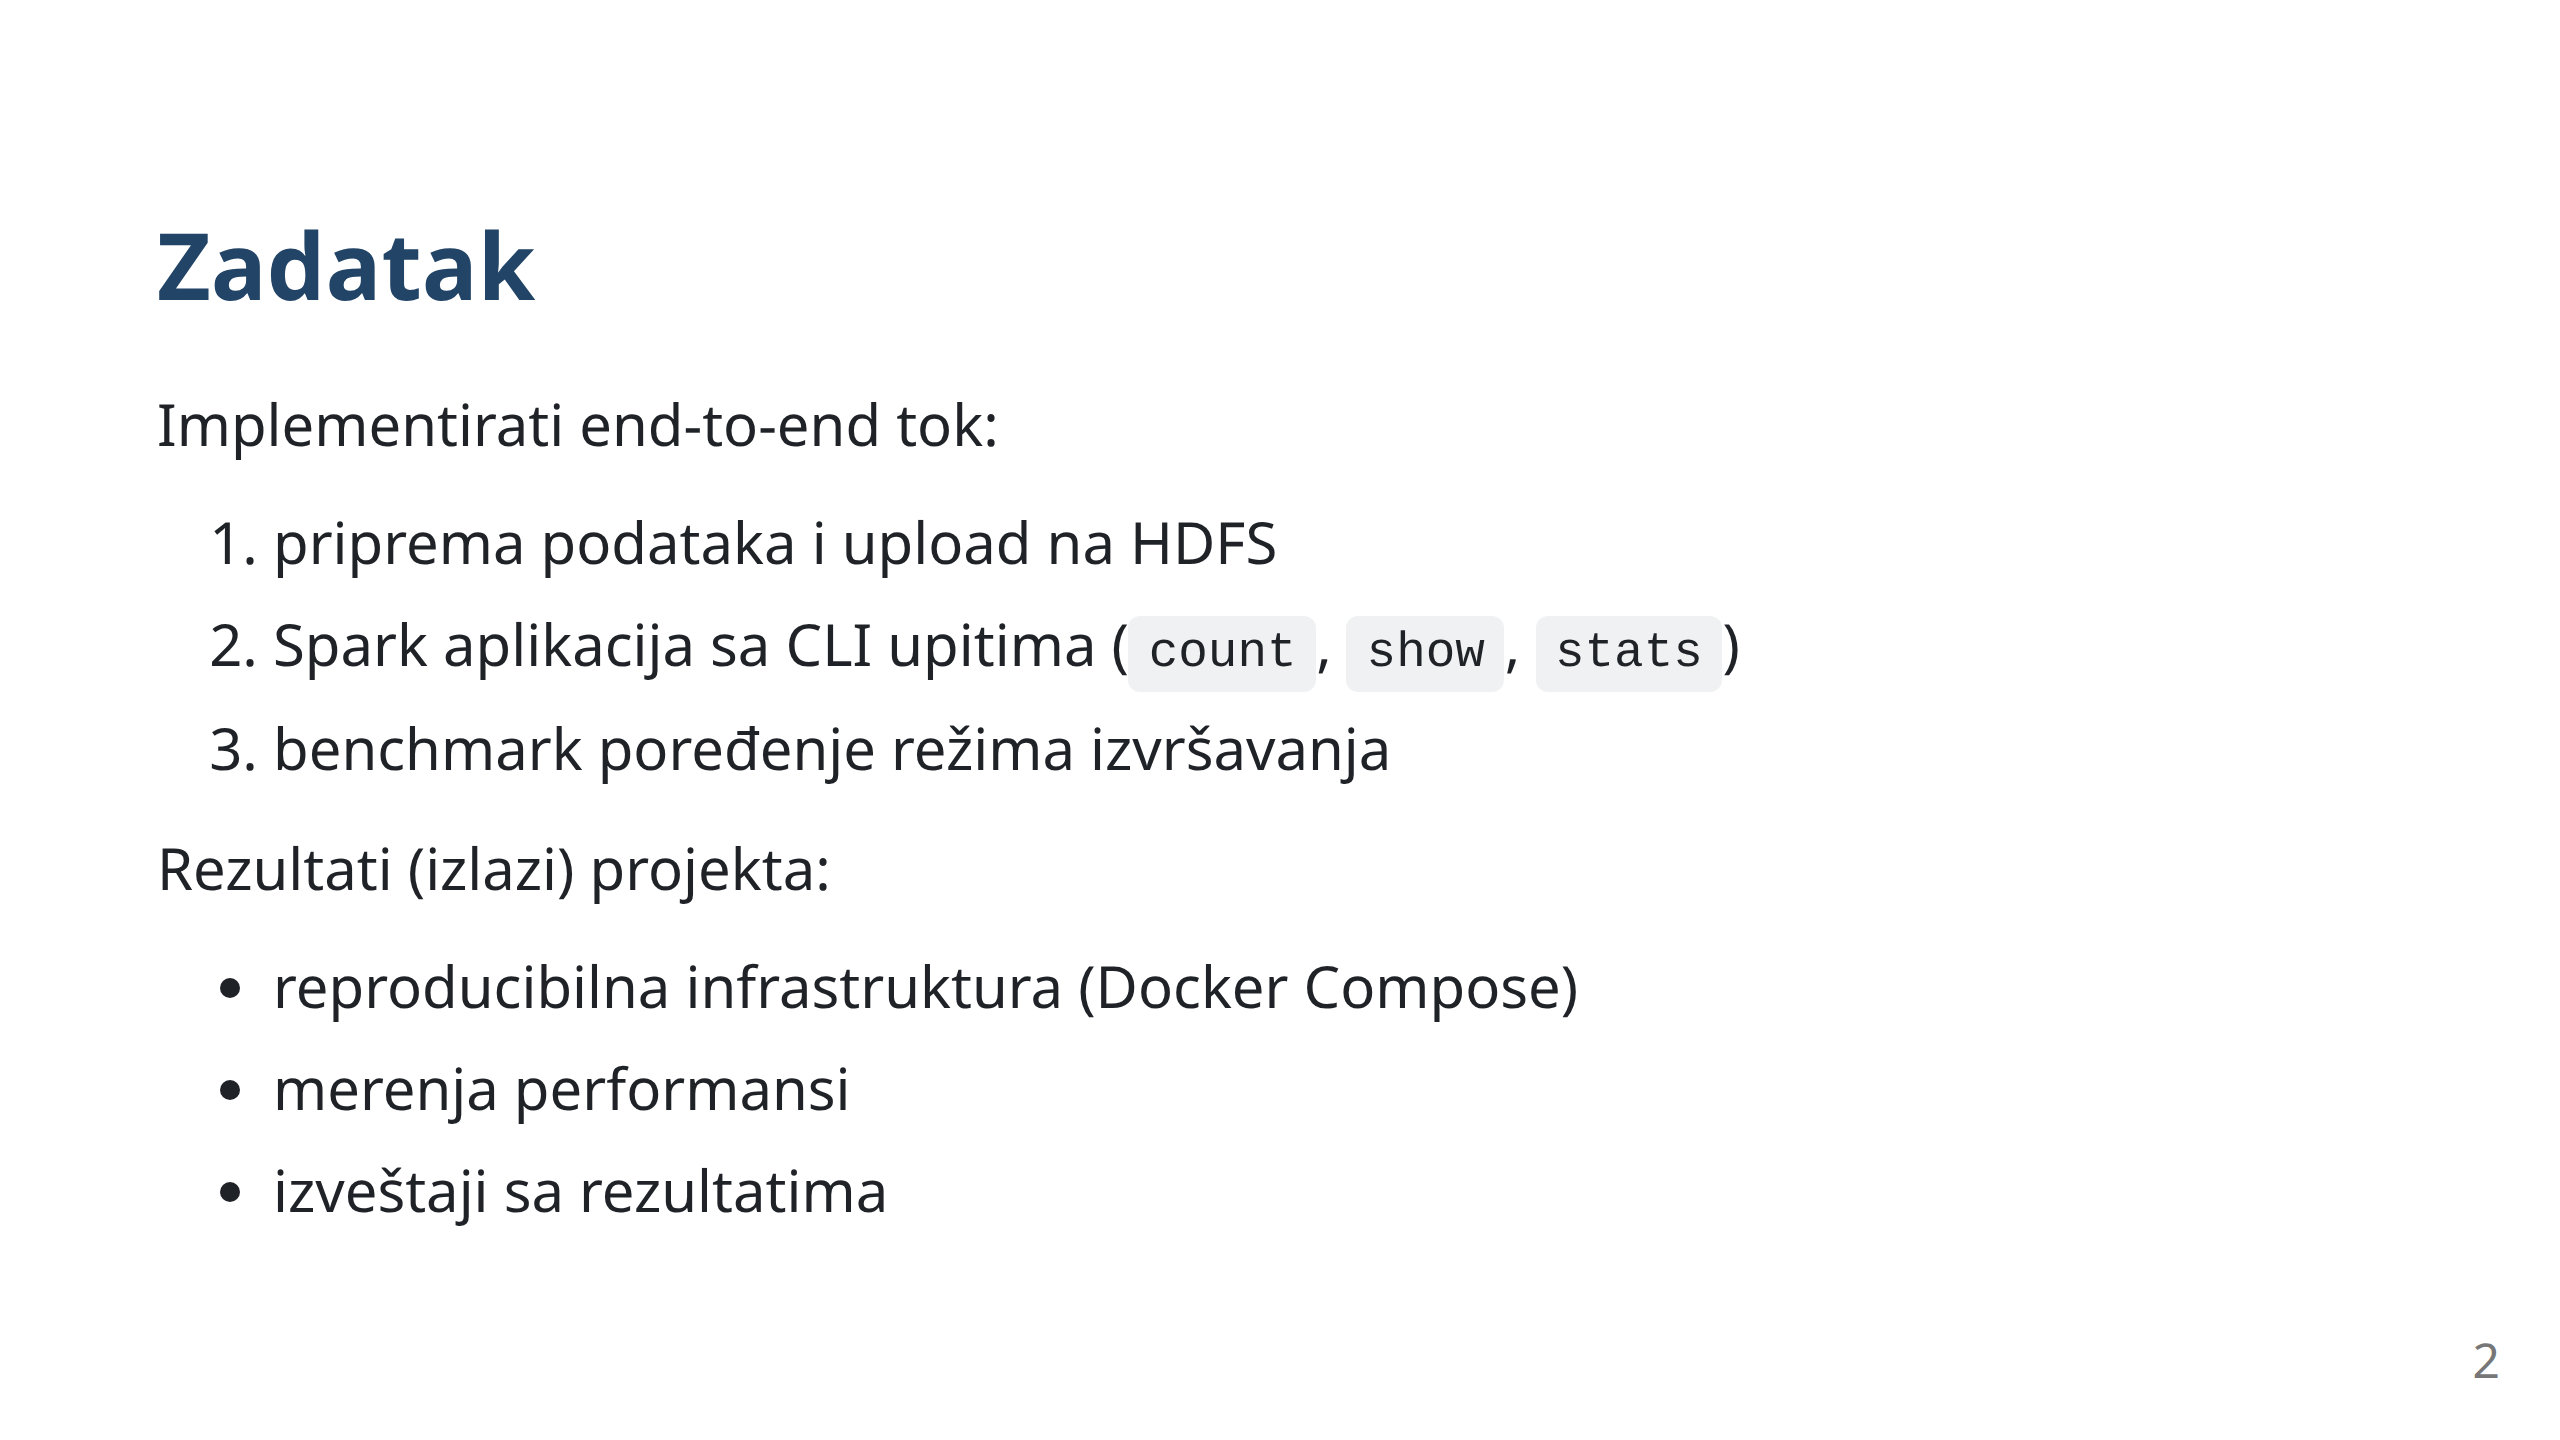 Zadatak
Implementirati end-to-end tok:
1. priprema podataka i upload na HDFS
2. Spark aplikacija sa CLI upitima (count, show, stats)
3. benchmark poređenje režima izvršavanja
Rezultati (izlazi) projekta:
• reproducibilna infrastruktura (Docker Compose)
• merenja performansi
• izveštaji sa rezultatima
2